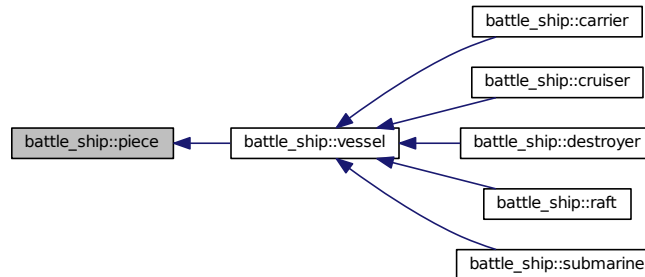 battle_ship::carrier
battle_ship::cruiser
battle_ship::piece
battle_ship::vessel
battle_ship::destroyer
battle_ship::raft
battle_ship::submarine